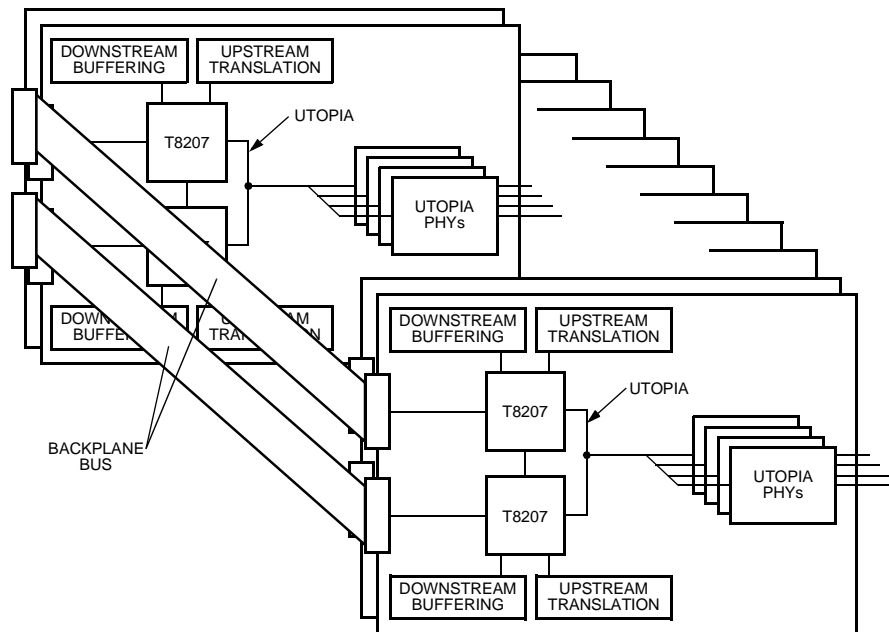 DOWNSTREAM
BUFFERING
UPSTREAM
TRANSLATION
T8207
UTOPIA
UTOPIA
PHYs
BACKPLANE
BUS
DOWNSTREAM
BUFFERING
UPSTREAM
TRANSLATION
T8207
UTOPIA
T8207
UTOPIA
PHYs
DOWNSTREAM
BUFFERING
UPSTREAM
TRANSLATION